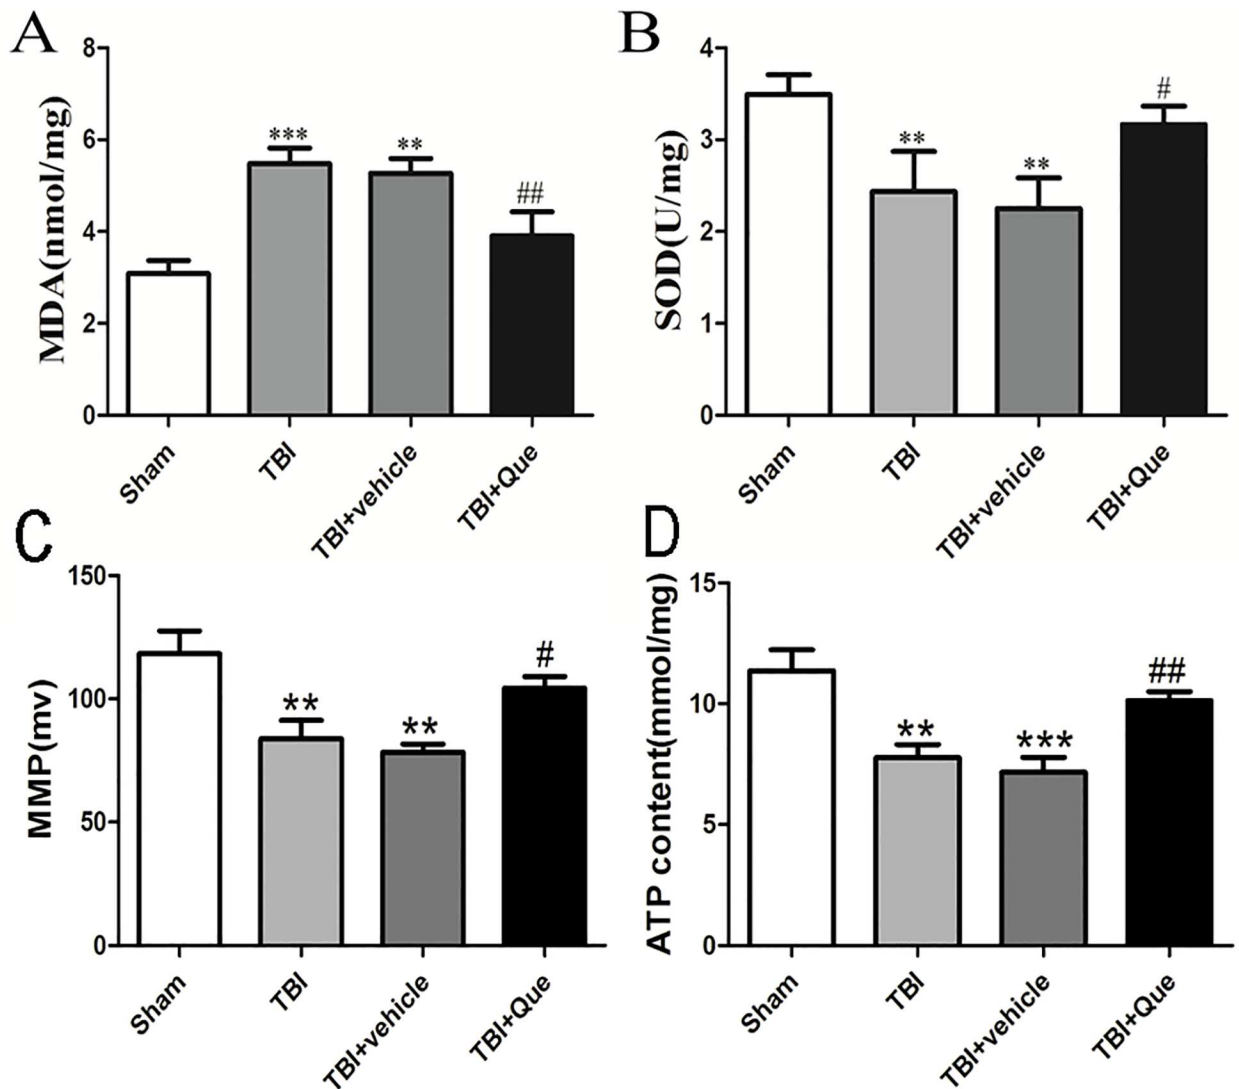 A
MDA(nmol/mg)
8
6
4
2
0
***
**
##
Sham
TBI
TBI+vehicle
TBI+Que
B
SOD(U/mg)
4
3
2
1
0
**
**
#
Sham
TBI
TBI+vehicle
TBI+Que
C
MMP(mv)
150
100
50
0
**
**
#
Sham
TBI
TBI+vehicle
TBI+Que
D
ATP content(mmol/mg)
15
10
5
0
**
***
##
Sham
TBI
TBI+vehicle
TBI+Que